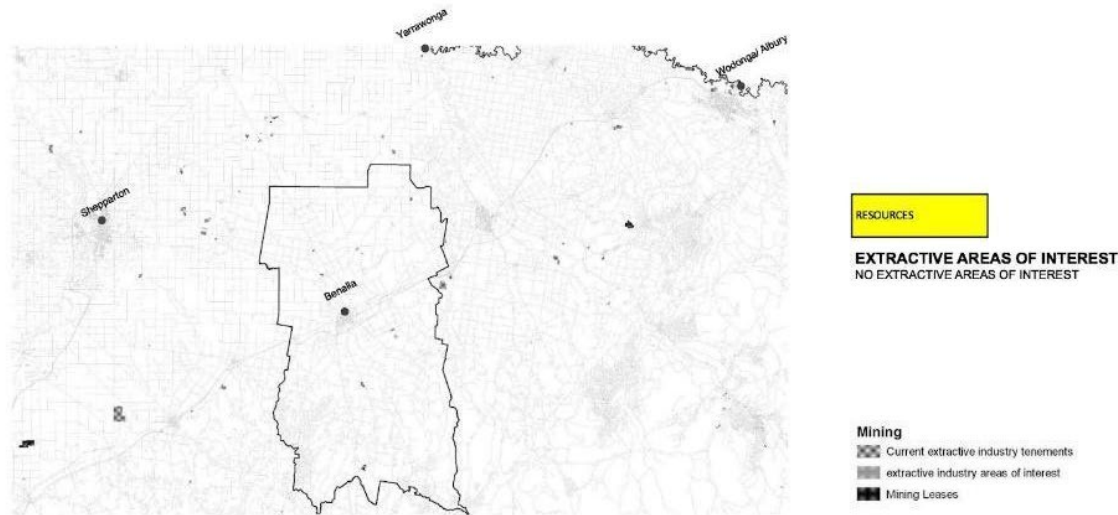 Yarrawonga
Wodonga/ Albury
Shepparton
Benalla
RESOURCES
EXTRACTIVE AREAS OF INTEREST
NO EXTRACTIVE AREAS OF INTEREST
Mining
Current extractive industry tenements
extractive industry areas of interest
Mining Leases